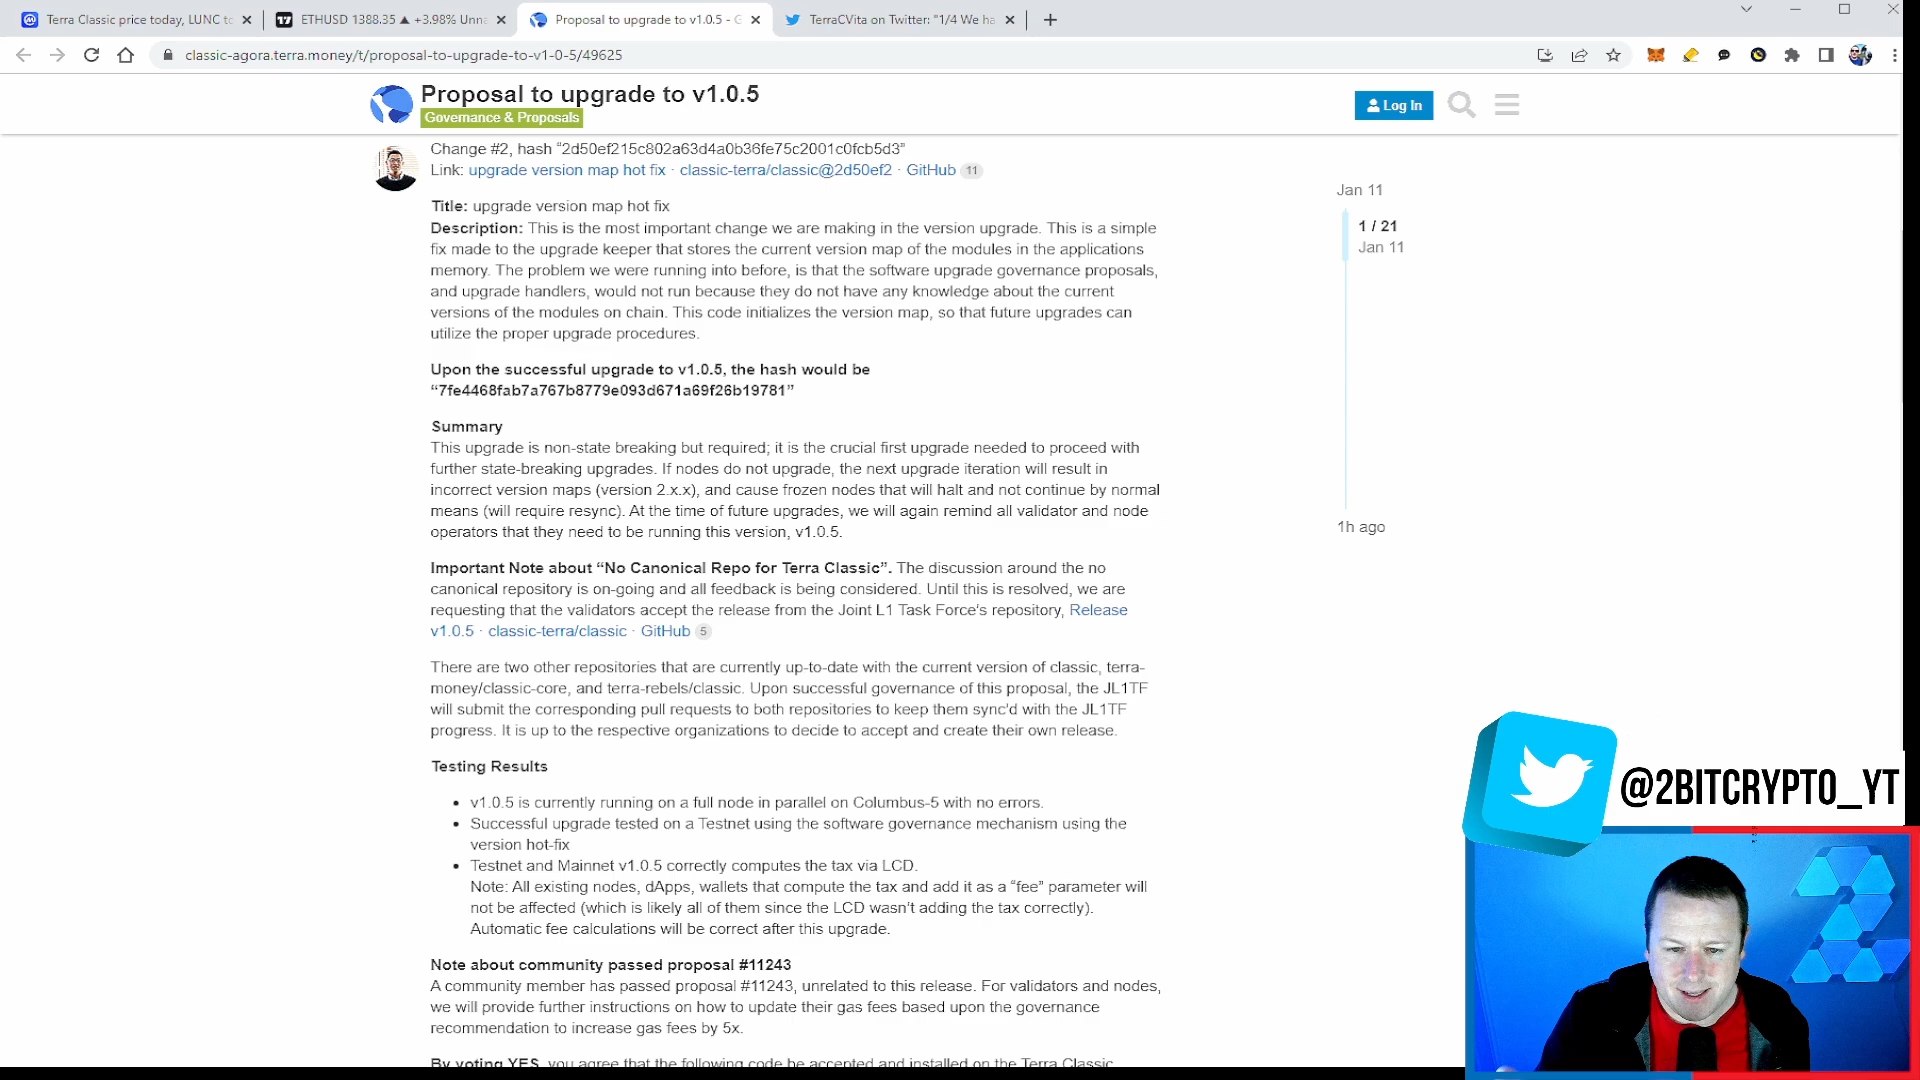 Terra Classic price today, LUNC to
ETHUSD 1388.35 ▲ +3.98% Unna
Proposal to upgrade to v1.0.5 - G
TerraCVita on Twitter: "1/4 We ha
classic-agora.terra.money/t/proposal-to-upgrade-to-v1-0-5/49625
Proposal to upgrade to v1.0.5
Governance & Proposals
Log In
Change #2, hash “2d50ef215c802a63d4a0b36fe75c2001c0fcb5d3”
Link: upgrade version map hot fix · classic-terra/classic@2d50ef2 · GitHub 11
Title: upgrade version map hot fix
Description: This is the most important change we are making in the version upgrade. This is a simple
fix made to the upgrade keeper that stores the current version map of the modules in the applications
memory. The problem we were running into before, is that the software upgrade governance proposals,
and upgrade handlers, would not run because they do not have any knowledge about the current
versions of the modules on chain. This code initializes the version map, so that future upgrades can
utilize the proper upgrade procedures.
Upon the successful upgrade to v1.0.5, the hash would be
“7fe4468fab7a767b8779e093d671a69f26b19781”
Summary
This upgrade is non-state breaking but required; it is the crucial first upgrade needed to proceed with
further state-breaking upgrades. If nodes do not upgrade, the next upgrade iteration will result in
incorrect version maps (version 2.x.x), and cause frozen nodes that will halt and not continue by normal
means (will require resync). At the time of future upgrades, we will again remind all validator and node
operators that they need to be running this version, v1.0.5.
Important Note about “No Canonical Repo for Terra Classic”. The discussion around the no
canonical repository is on-going and all feedback is being considered. Until this is resolved, we are
requesting that the validators accept the release from the Joint L1 Task Force’s repository, Release
v1.0.5 · classic-terra/classic · GitHub 5
There are two other repositories that are currently up-to-date with the current version of classic, terra-
money/classic-core, and terra-rebels/classic. Upon successful governance of this proposal, the JL1TF
will submit the corresponding pull requests to both repositories to keep them sync’d with the JL1TF
progress. It is up to the respective organizations to decide to accept and create their own release.
Testing Results
• v1.0.5 is currently running on a full node in parallel on Columbus-5 with no errors.
• Successful upgrade tested on a Testnet using the software governance mechanism using the
version hot-fix
• Testnet and Mainnet v1.0.5 correctly computes the tax via LCD.
Note: All existing nodes, dApps, wallets that compute the tax and add it as a “fee” parameter will
not be affected (which is likely all of them since the LCD wasn’t adding the tax correctly).
Automatic fee calculations will be correct after this upgrade.
Note about community passed proposal #11243
A community member has passed proposal #11243, unrelated to this release. For validators and nodes,
we will provide further instructions on how to update their gas fees based upon the governance
recommendation to increase gas fees by 5x.
By voting YES, you agree that the following code be accepted and installed on the Terra Classic
Jan 11
1 / 21
Jan 11
1h ago
@2BITCRYPTO_YT